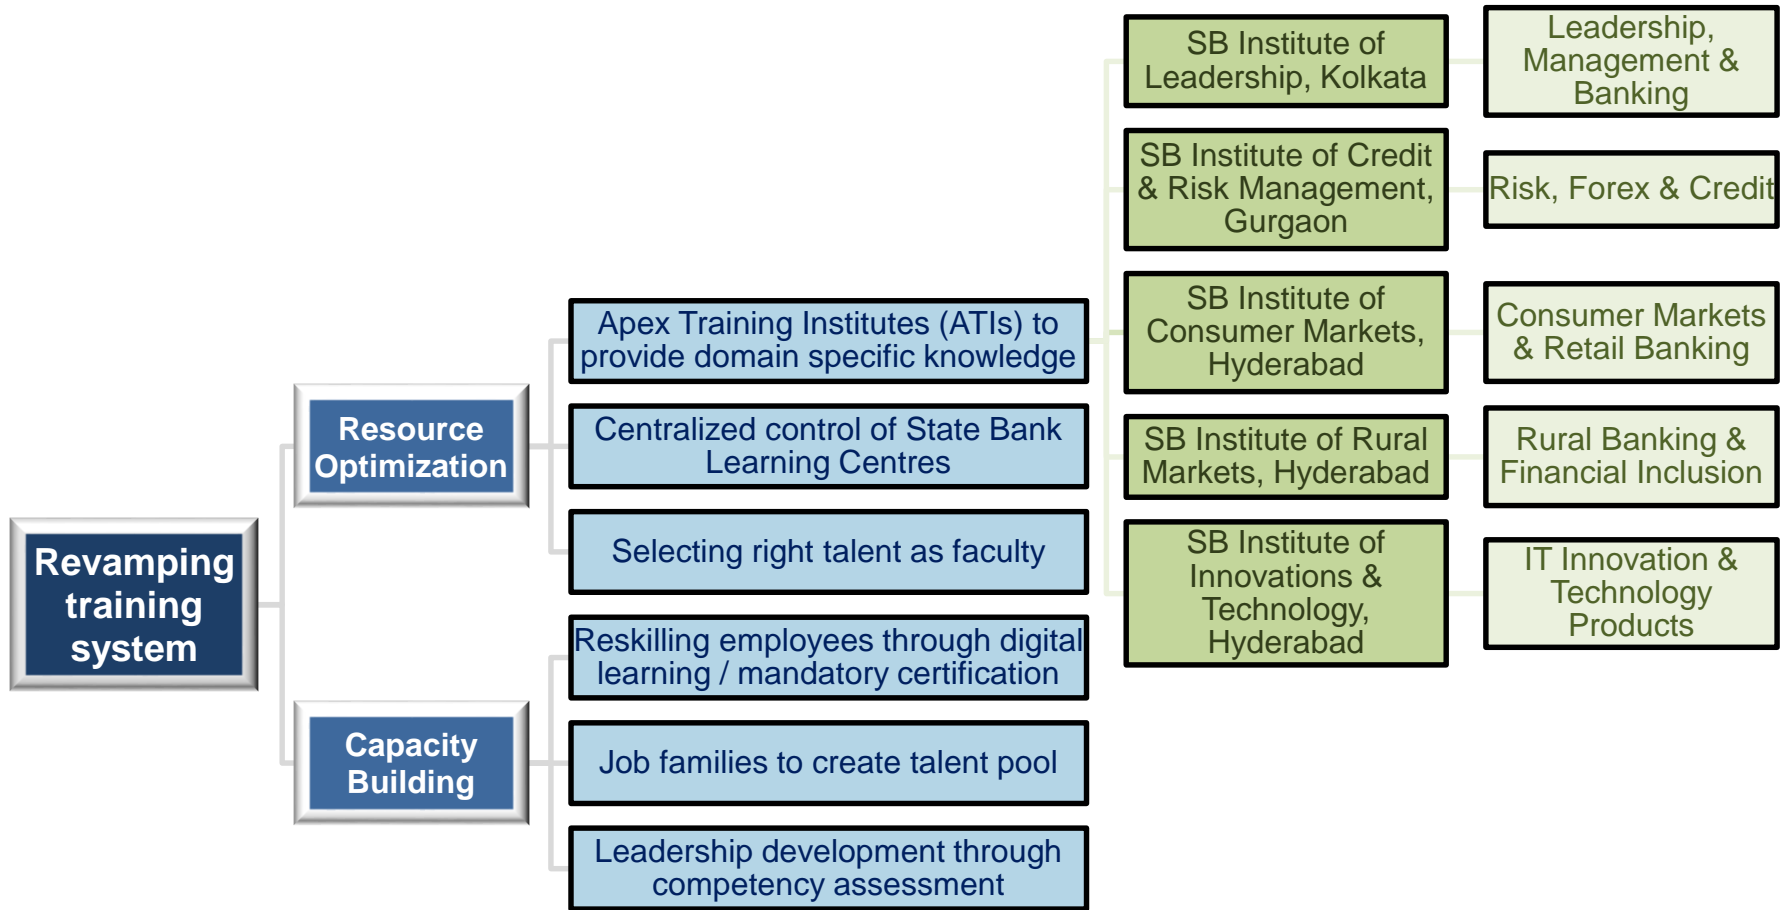 Revamping
training
system
Resource
Optimization
Apex Training Institutes (ATIs) to
provide domain specific knowledge
SB Institute of
Leadership, Kolkata
Leadership,
Management &
Banking
SB Institute of Credit
& Risk Management,
Gurgaon
Risk, Forex & Credit
SB Institute of
Consumer Markets,
Hyderabad
Consumer Markets
& Retail Banking
SB Institute of Rural
Markets, Hyderabad
Rural Banking &
Financial Inclusion
SB Institute of
Innovations &
Technology,
Hyderabad
IT Innovation &
Technology
Products
Centralized control of State Bank
Learning Centres
Selecting right talent as faculty
Capacity
Building
Reskilling employees through digital
learning / mandatory certification
Job families to create talent pool
Leadership development through
competency assessment